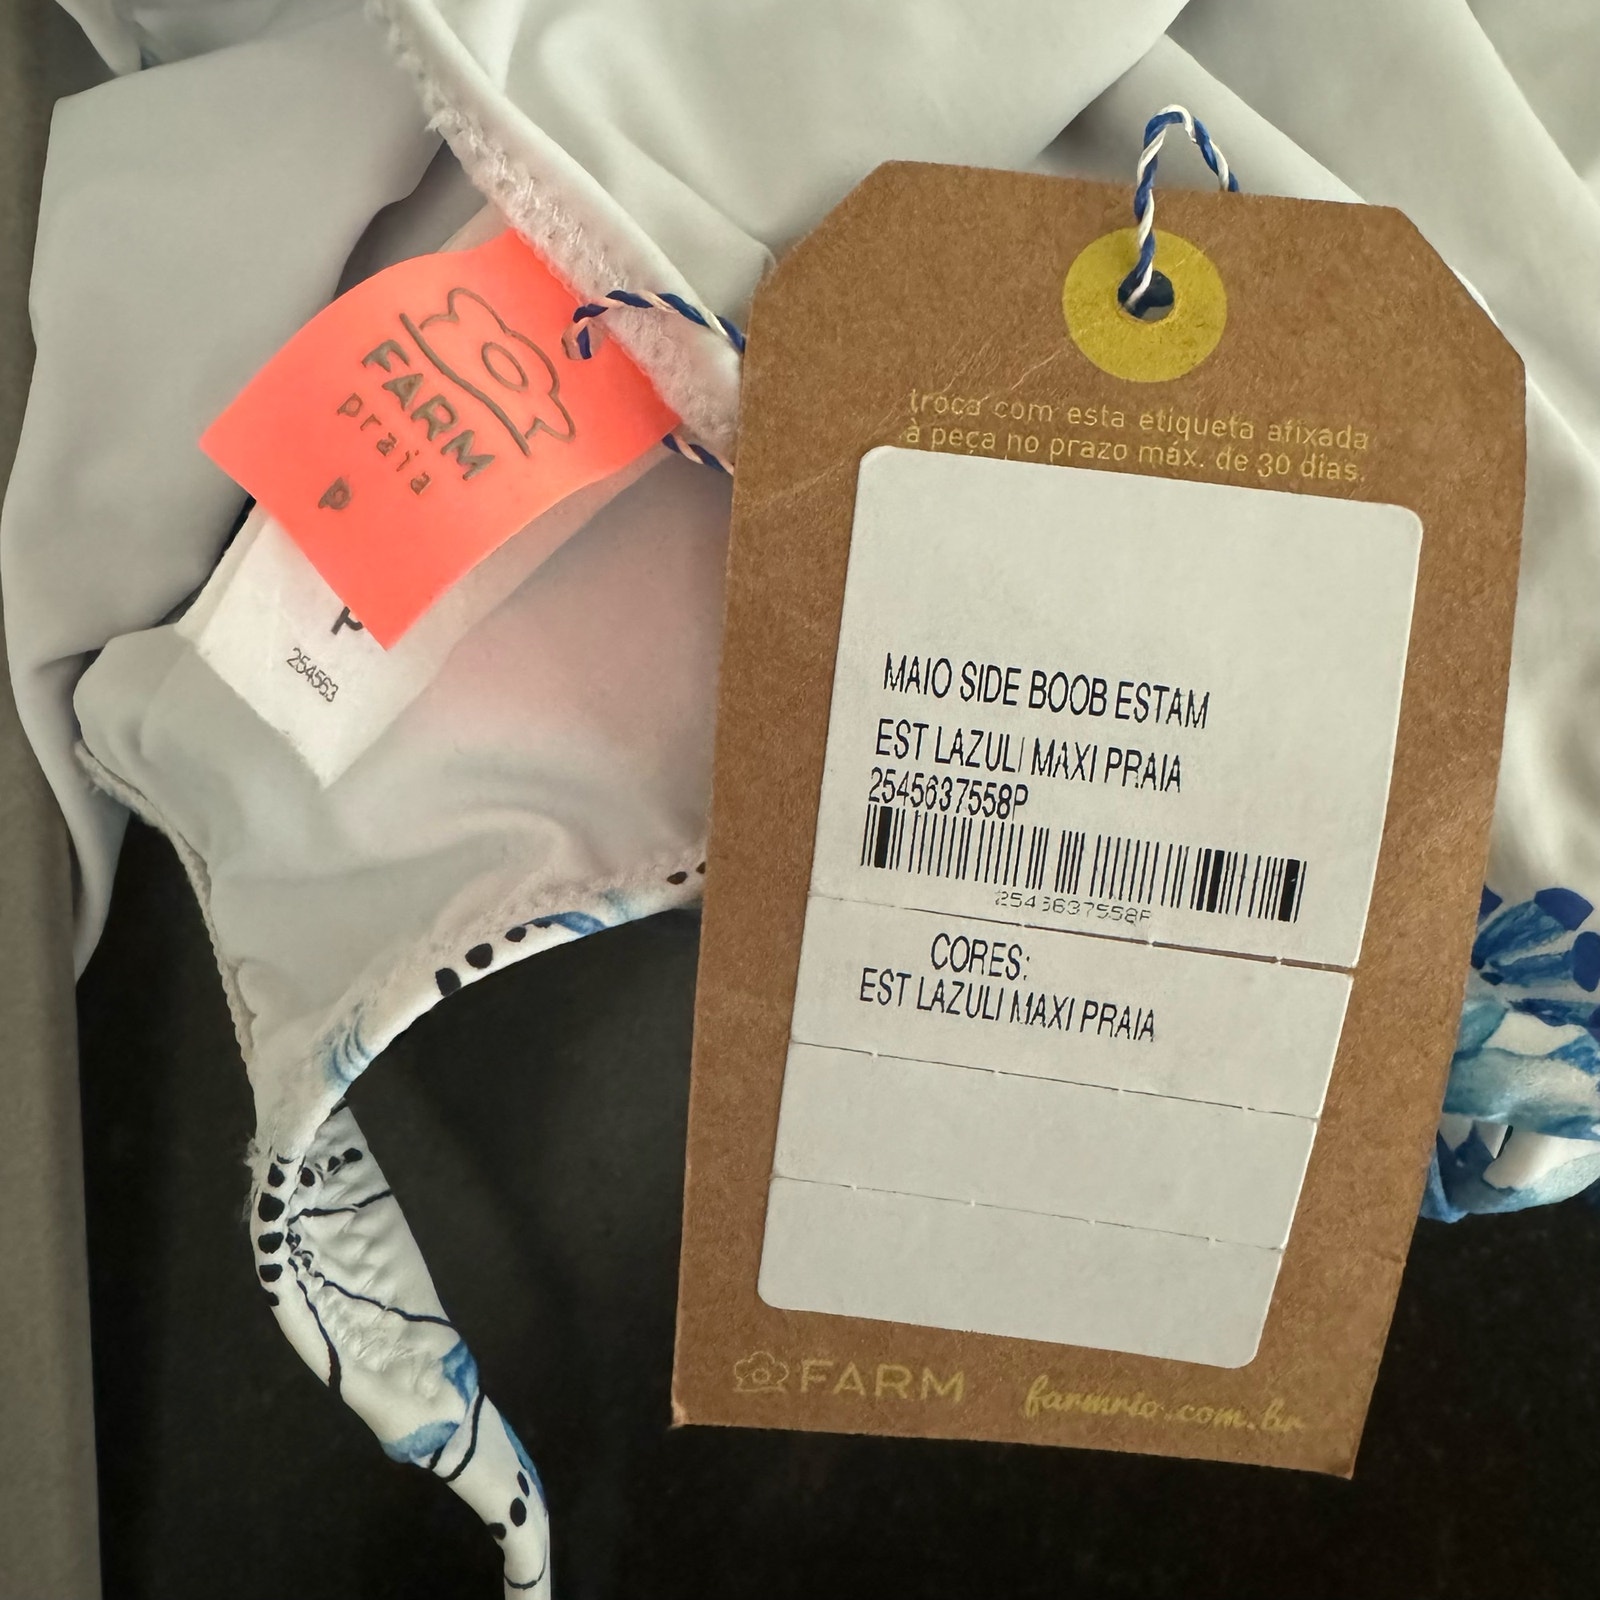 FARM
praia
P
P
254563
troca com esta etiqueta afixada
à peça no prazo máx. de 30 dias.
MAIO SIDE BOOB ESTAM
EST LAZULI MAXI PRAIA
2545637558P
2545637558P
CORES:
EST LAZULI MAXI PRAIA
FARM
farmrio.com.br